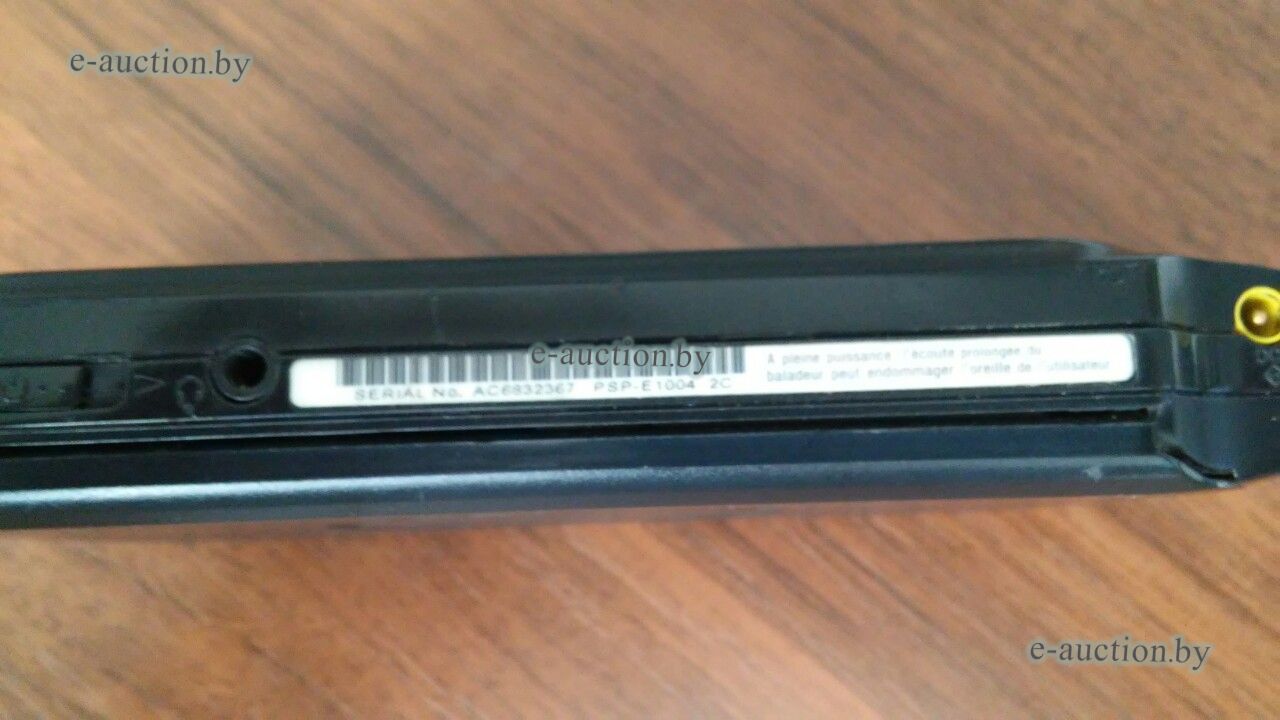 e-auction.by
e-auction.by
SERIAL No. AC6832367 PSP-E1004 2C
A pleine puissance, l'écoute prolongée du
baladeur peut endommager l'oreille de l'utilisateur
e-auction.by